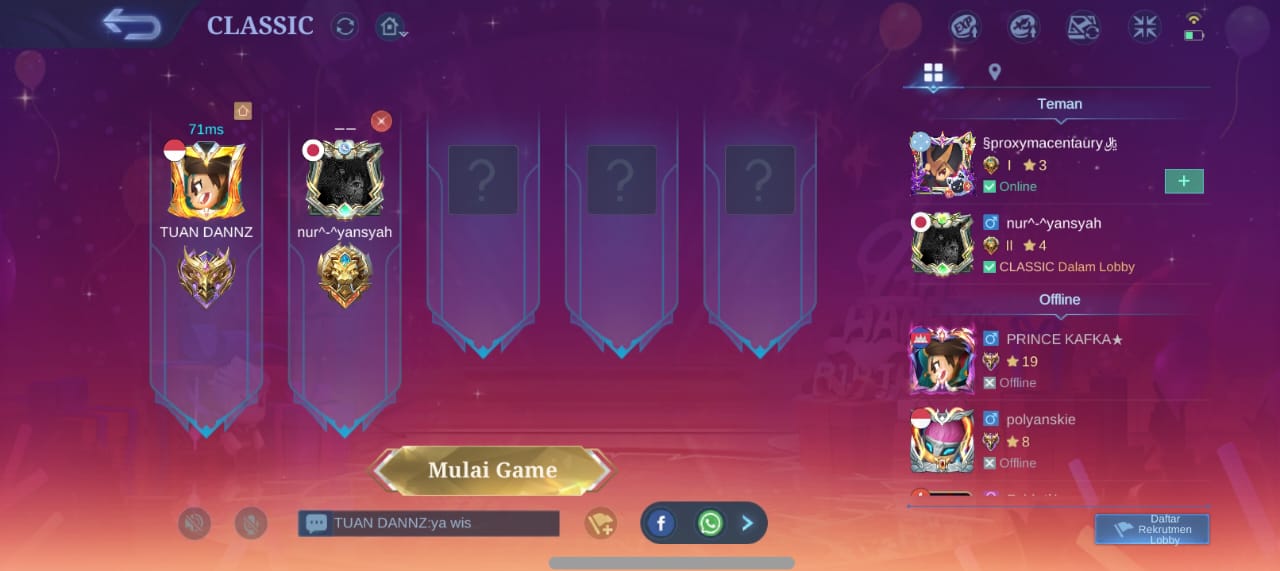 CLASSIC
EXP
71ms
TUAN DANNZ
nur^-^yansyah
?
?
?
Mulai Game
TUAN DANNZ:ya wis
Teman
I ★3
Online
nur^-^yansyah
II ★4
CLASSIC Dalam Lobby
Offline
PRINCE KAFKA★
★19
Offline
polyanskie
★8
Offline
Daftar
Rekrutmen
Lobby